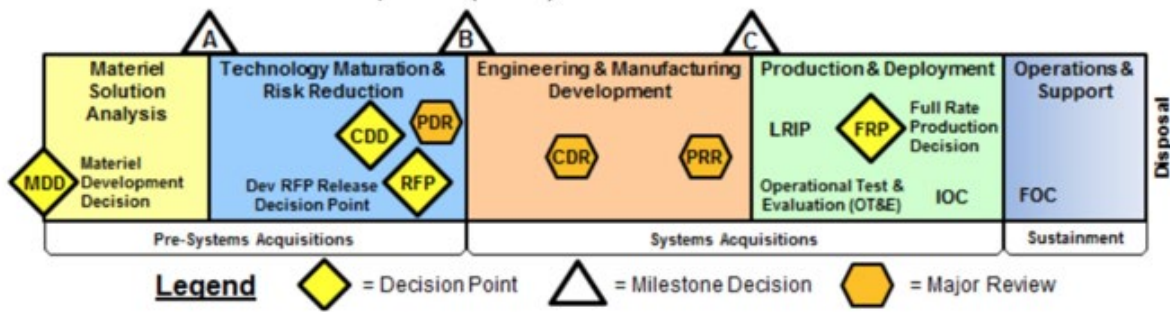 A
B
C
Materiel
Solution
Analysis
MDD
Materiel
Development
Decision
Technology Maturation &
Risk Reduction
CDD
PDR
Dev RFP Release
Decision Point
RFP
Engineering & Manufacturing
Development
CDR
PRR
Production & Deployment
LRIP
FRP
Full Rate
Production
Decision
Operational Test &
Evaluation (OT&E)
IOC
Operations &
Support
FOC
Disposal
Pre-Systems Acquisitions
Systems Acquisitions
Sustainment
Legend
= Decision Point
= Milestone Decision
= Major Review